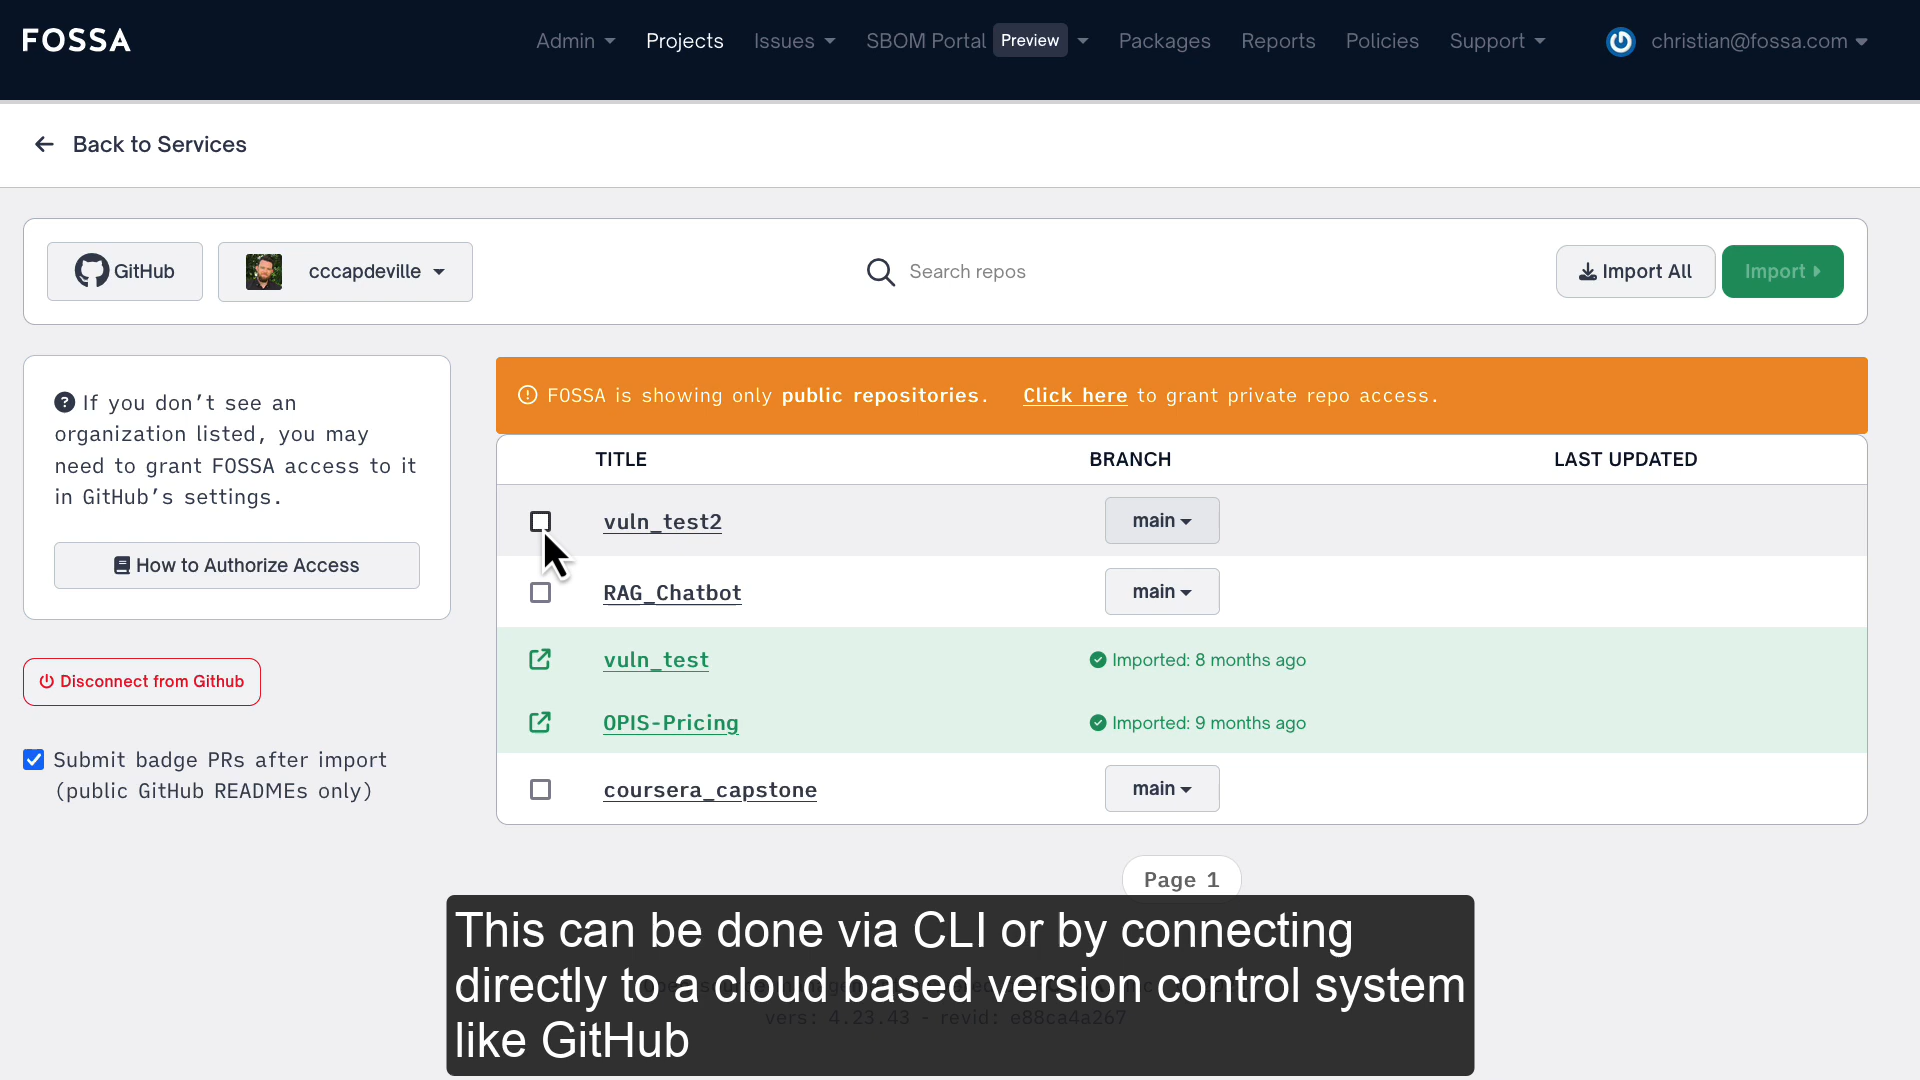 FOSSA
Admin
Projects
Issues
SBOM Portal Preview
Packages
Reports
Policies
Support
christian@fossa.com
Back to Services
GitHub
cccapdeville
Search repos
Import All
Import
If you don't see an
organization listed, you may
need to grant FOSSA access to it
in GitHub's settings.
How to Authorize Access
Disconnect from Github
Submit badge PRs after import
(public GitHub READMEs only)
FOSSA is showing only public repositories. Click here to grant private repo access.
TITLE BRANCH LAST UPDATED
vuln_test2 main
RAG_Chatbot main
vuln_test Imported: 8 months ago
OPIS-Pricing Imported: 9 months ago
coursera_capstone main
Page 1
This can be done via CLI or by connecting
directly to a cloud based version control system
like GitHub
vers: 4.23.43 - revid: e88ca4a267